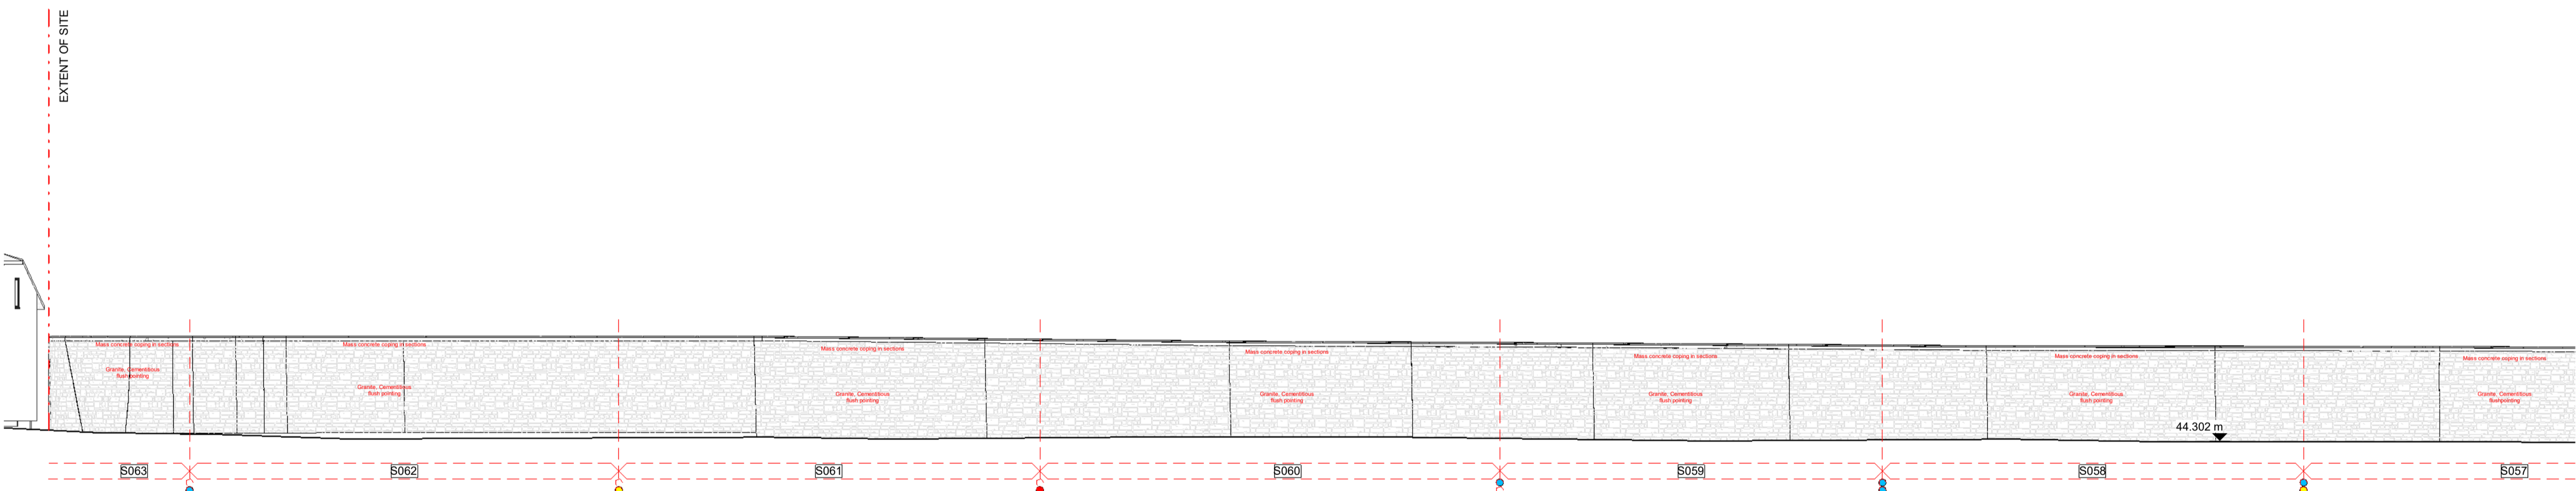 EXTENT OF SITE
Mass concrete coping in sections
Granite, Cementitious
flush pointing
Mass concrete coping in sections
Granite, Cementitious
flush pointing
Mass concrete coping in sections
Granite, Cementitious
flush pointing
Mass concrete coping in sections
Granite, Cementitious
flush pointing
Mass concrete coping in sections
Granite, Cementitious
flush pointing
Mass concrete coping in sections
Granite, Cementitious
flush pointing
Mass concrete coping in sections
Granite, Cementitious
flushpointing
44.302 m
S063
S062
S061
S060
S059
S058
S057